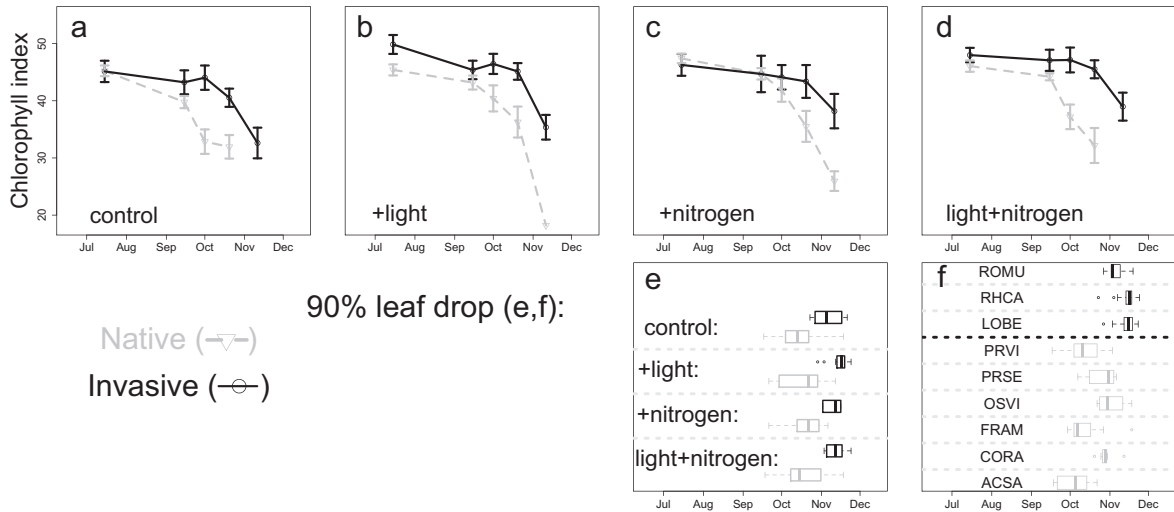 a
b
c
d
Chlorophyll index
50
40
30
20
control
+light
+nitrogen
light+nitrogen
Jul Aug Sep Oct Nov Dec
Jul Aug Sep Oct Nov Dec
Jul Aug Sep Oct Nov Dec
Jul Aug Sep Oct Nov Dec
90% leaf drop (e,f):
Native ( )
Invasive ( )
e
control:
+light:
+nitrogen:
light+nitrogen:
Jul Aug Sep Oct Nov Dec
f
ROMU
RHCA
LOBE
PRVI
PRSE
OSVI
FRAM
CORA
ACSA
Jul Aug Sep Oct Nov Dec